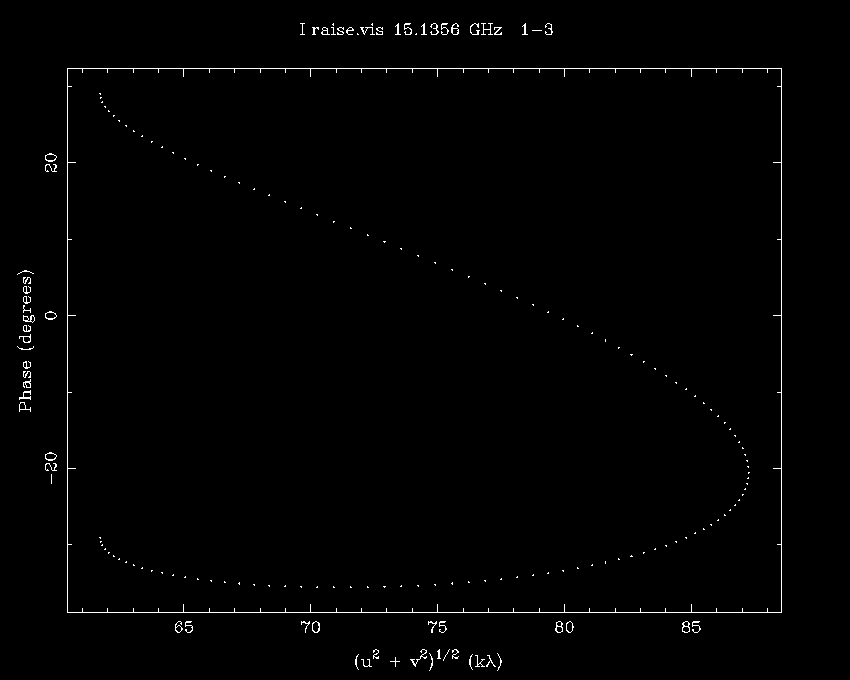 I raise.vis 15.1356 GHz 1−3
20
0
−20
Phase (degrees)
65 70 75 80 85
(u² + v²)¹/² (kλ)